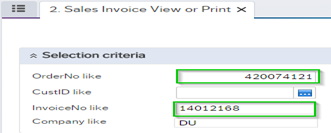 2. Sales Invoice View or Print ×
Selection criteria
OrderNo like 420074121
CustID like
InvoiceNo like 14012168
Company like DU